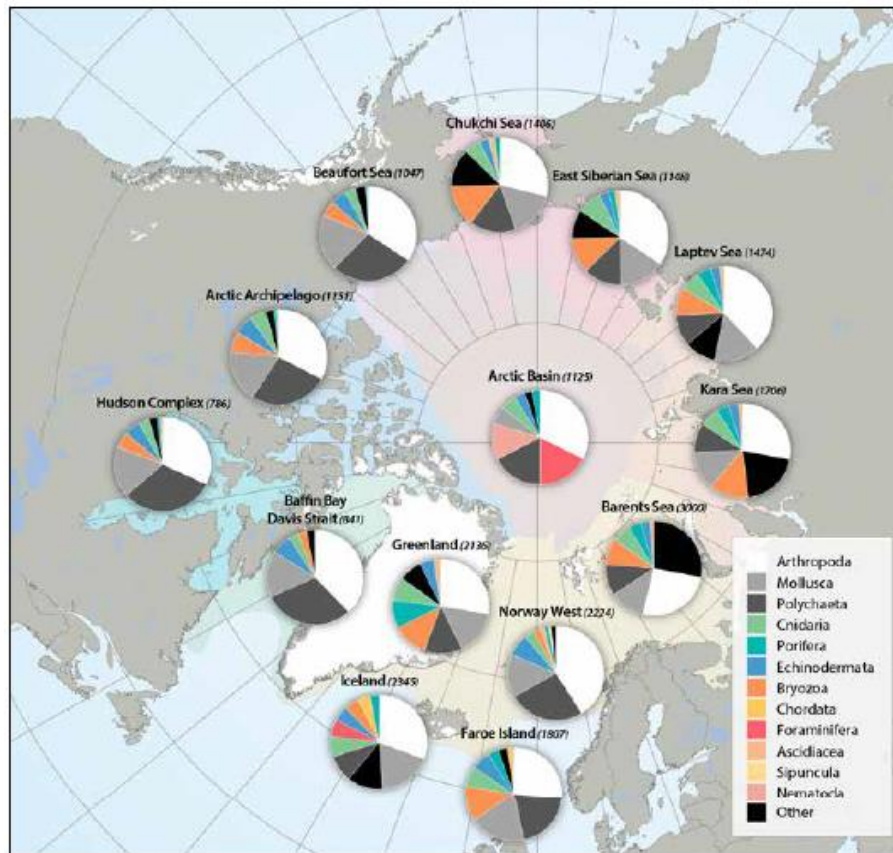 Chukchi Sea (1406)
Beaufort Sea (1047)
East Siberian Sea (1146)
Laptev Sea (1474)
Arctic Archipelago (1151)
Arctic Basin (1125)
Kara Sea (1706)
Hudson Complex (786)
Baffin Bay
Davis Strait (841)
Greenland (2136)
Barents Sea (3000)
Norway West (2224)
Iceland (2345)
Faroe Island (1807)
Arthropoda
Mollusca
Polychaeta
Cnidaria
Porifera
Echinodermata
Bryozoa
Chordata
Foraminifera
Ascidiacea
Sipuncula
Nematoda
Other